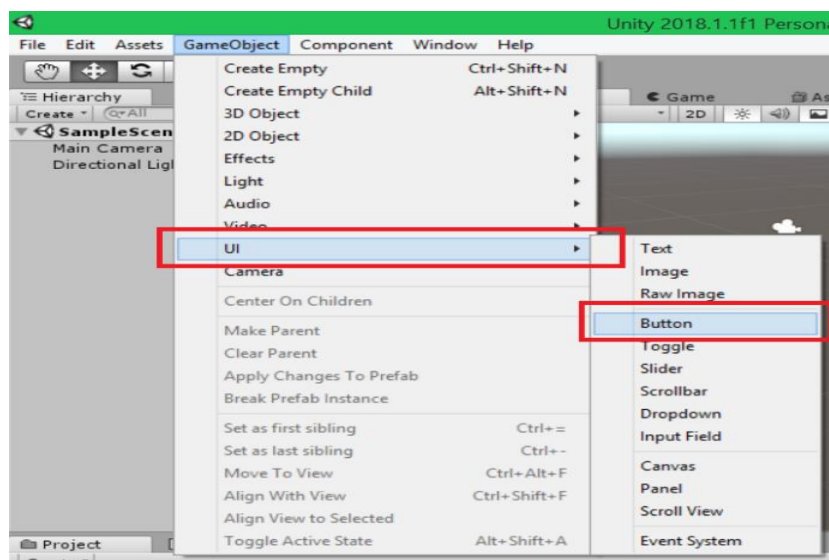 Unity 2018.1.1f1 Persona
File Edit Assets GameObject Component Window Help
Hierarchy
Create All
SampleScen
Main Camera
Directional Ligh
Create Empty Ctrl+Shift+N
Create Empty Child Alt+Shift+N
3D Object
2D Object
Effects
Light
Audio
Video
UI
Camera
Center On Children
Make Parent
Clear Parent
Apply Changes To Prefab
Break Prefab Instance
Set as first sibling Ctrl+=
Set as last sibling Ctrl+-
Move To View Ctrl+Alt+F
Align With View Ctrl+Shift+F
Align View to Selected
Toggle Active State Alt+Shift+A
Game As
2D
Text
Image
Raw Image
Button
Toggle
Slider
Scrollbar
Dropdown
Input Field
Canvas
Panel
Scroll View
Event System
Project